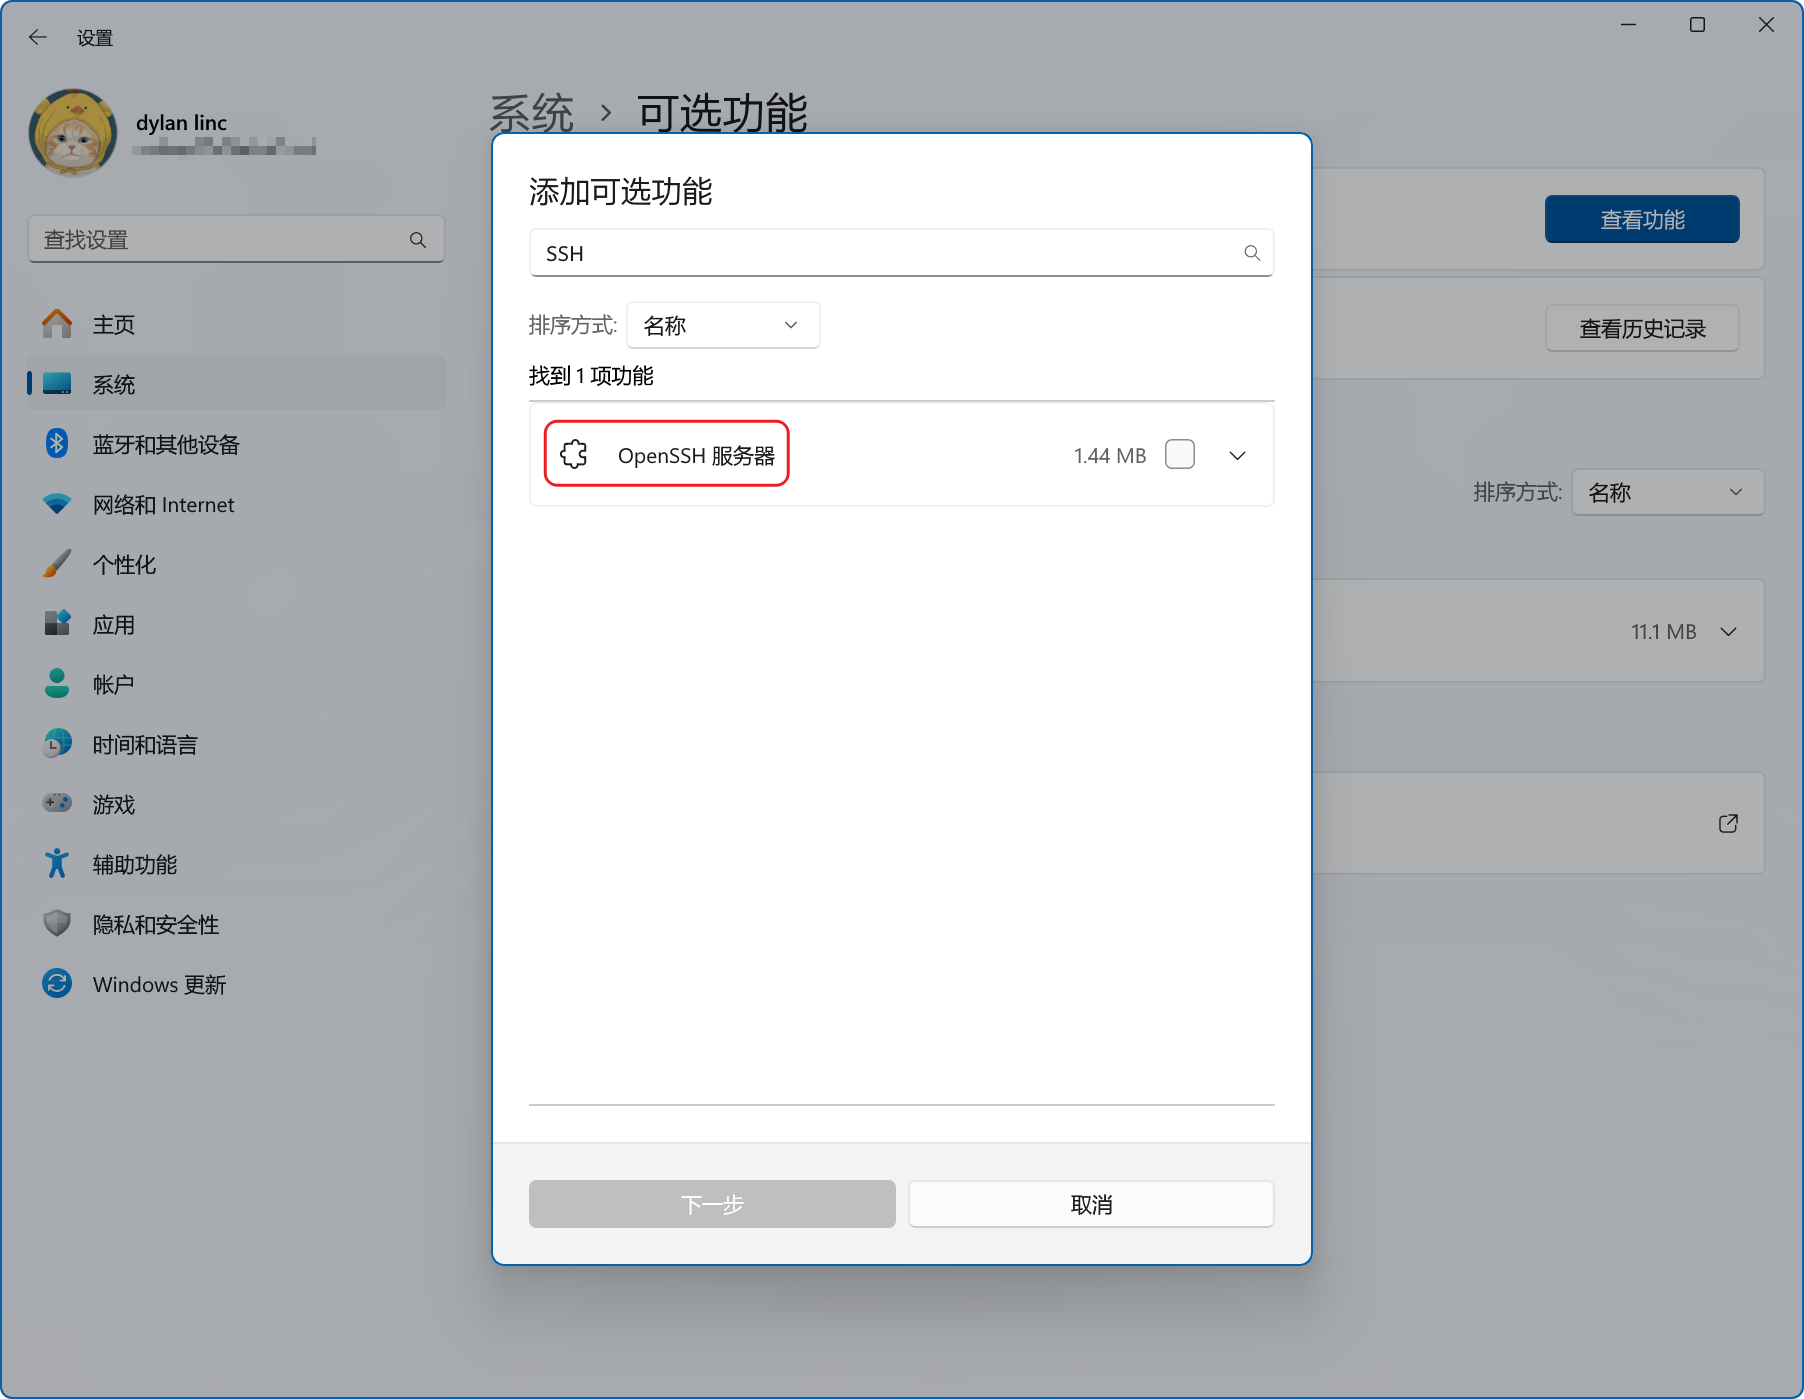 设置
dylan linc
查找设置
主页
系统
蓝牙和其他设备
网络和 Internet
个性化
应用
帐户
时间和语言
游戏
辅助功能
隐私和安全性
Windows 更新
系统 › 可选功能
查看功能
查看历史记录
排序方式: 名称
11.1 MB
添加可选功能
SSH
排序方式: 名称
找到 1 项功能
OpenSSH 服务器 1.44 MB
下一步 取消